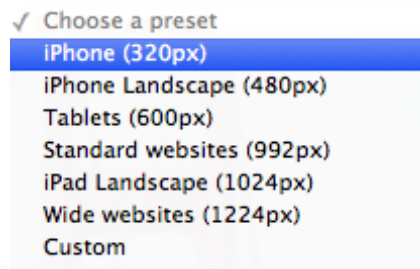 ✓ Choose a preset
iPhone (320px)
iPhone Landscape (480px)
Tablets (600px)
Standard websites (992px)
iPad Landscape (1024px)
Wide websites (1224px)
Custom